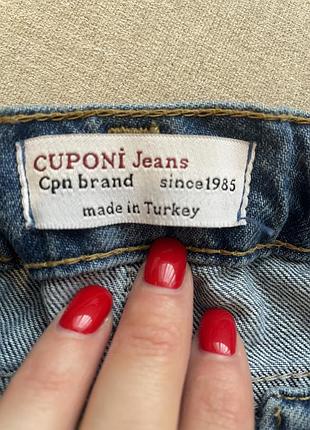 CUPONİ Jeans
Cpn brand since1985
made in Turkey